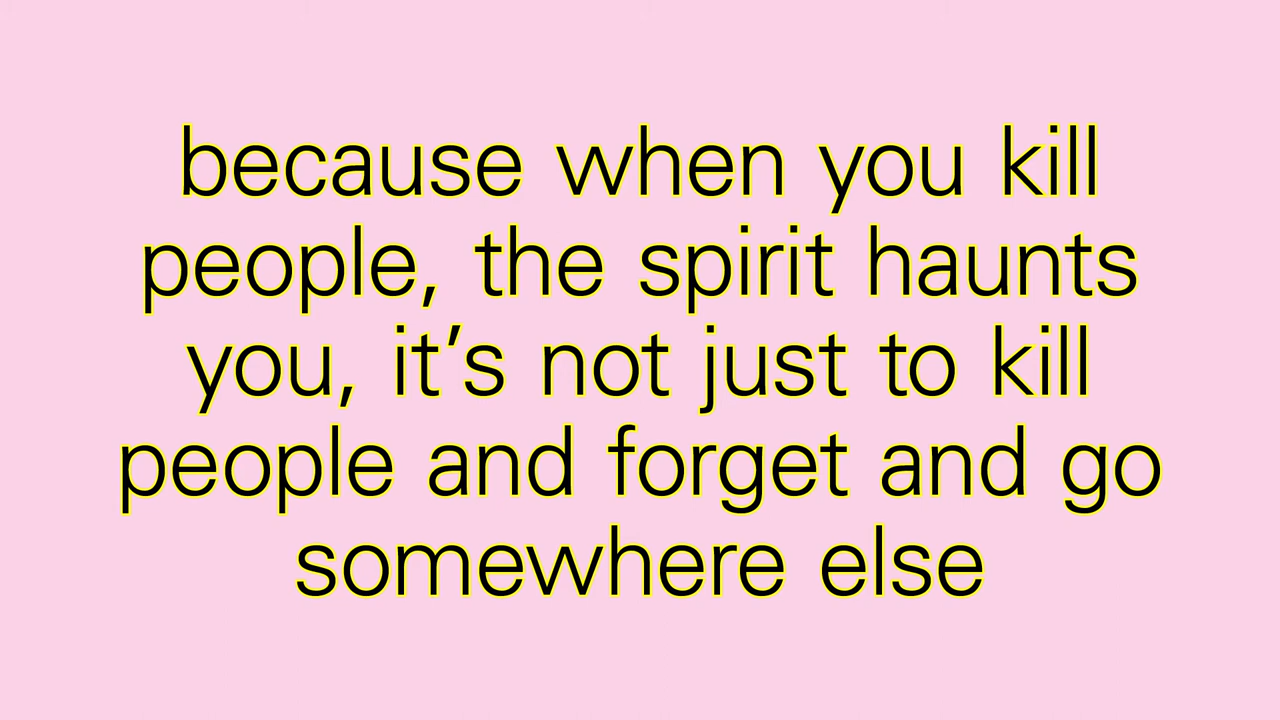 because when you kill
people, the spirit haunts
you, it’s not just to kill
people and forget and go
somewhere else